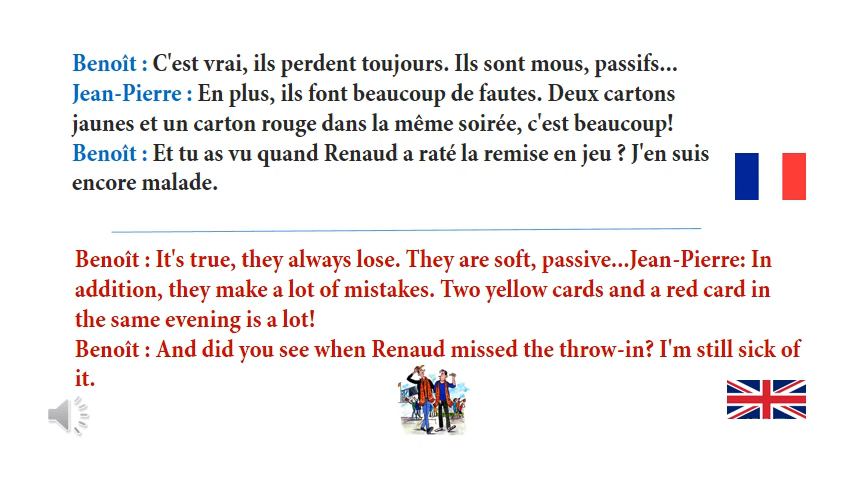 Benoît : C'est vrai, ils perdent toujours. Ils sont mous, passifs...
Jean-Pierre : En plus, ils font beaucoup de fautes. Deux cartons
jaunes et un carton rouge dans la même soirée, c'est beaucoup!
Benoît : Et tu as vu quand Renaud a raté la remise en jeu ? J'en suis
encore malade.
Benoît : It's true, they always lose. They are soft, passive...Jean-Pierre: In
addition, they make a lot of mistakes. Two yellow cards and a red card in
the same evening is a lot!
Benoît : And did you see when Renaud missed the throw-in? I'm still sick of
it.